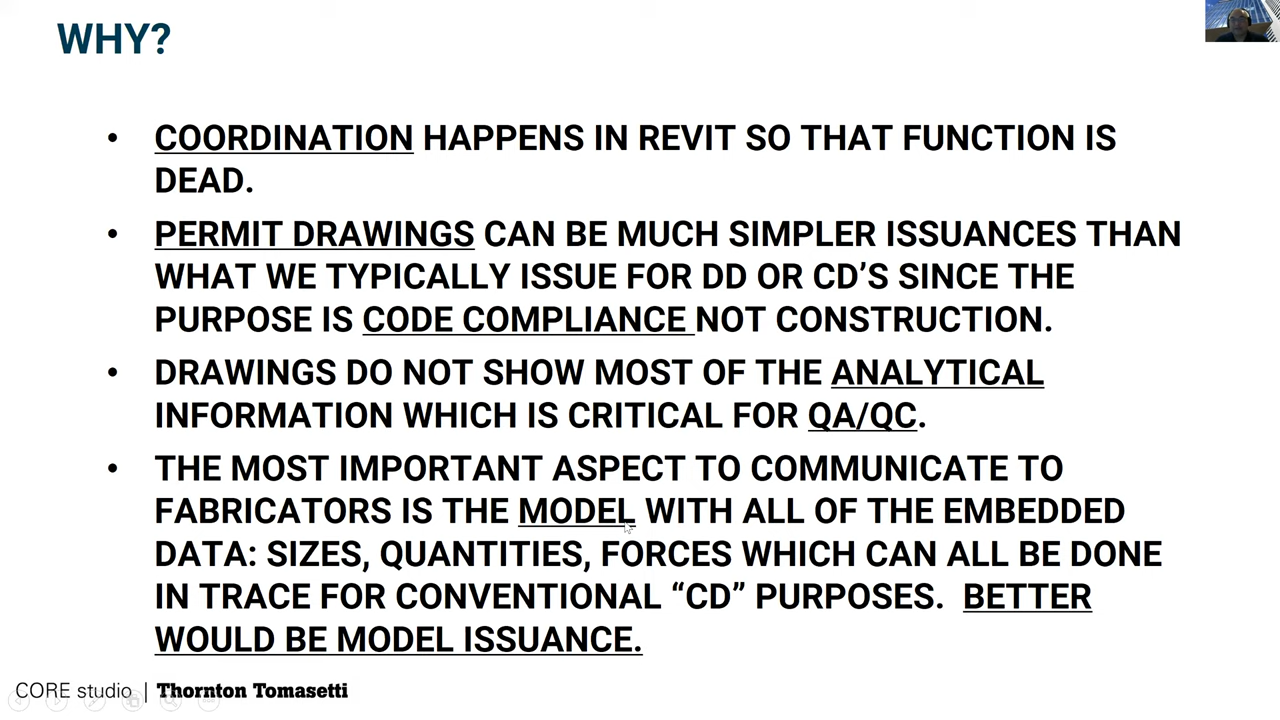 WHY?
• COORDINATION HAPPENS IN REVIT SO THAT FUNCTION IS
DEAD.
• PERMIT DRAWINGS CAN BE MUCH SIMPLER ISSUANCES THAN
WHAT WE TYPICALLY ISSUE FOR DD OR CD’S SINCE THE
PURPOSE IS CODE COMPLIANCE NOT CONSTRUCTION.
• DRAWINGS DO NOT SHOW MOST OF THE ANALYTICAL
INFORMATION WHICH IS CRITICAL FOR QA/QC.
• THE MOST IMPORTANT ASPECT TO COMMUNICATE TO
FABRICATORS IS THE MODEL WITH ALL OF THE EMBEDDED
DATA: SIZES, QUANTITIES, FORCES WHICH CAN ALL BE DONE
IN TRACE FOR CONVENTIONAL “CD” PURPOSES. BETTER
WOULD BE MODEL ISSUANCE.
CORE studio | Thornton Tomasetti